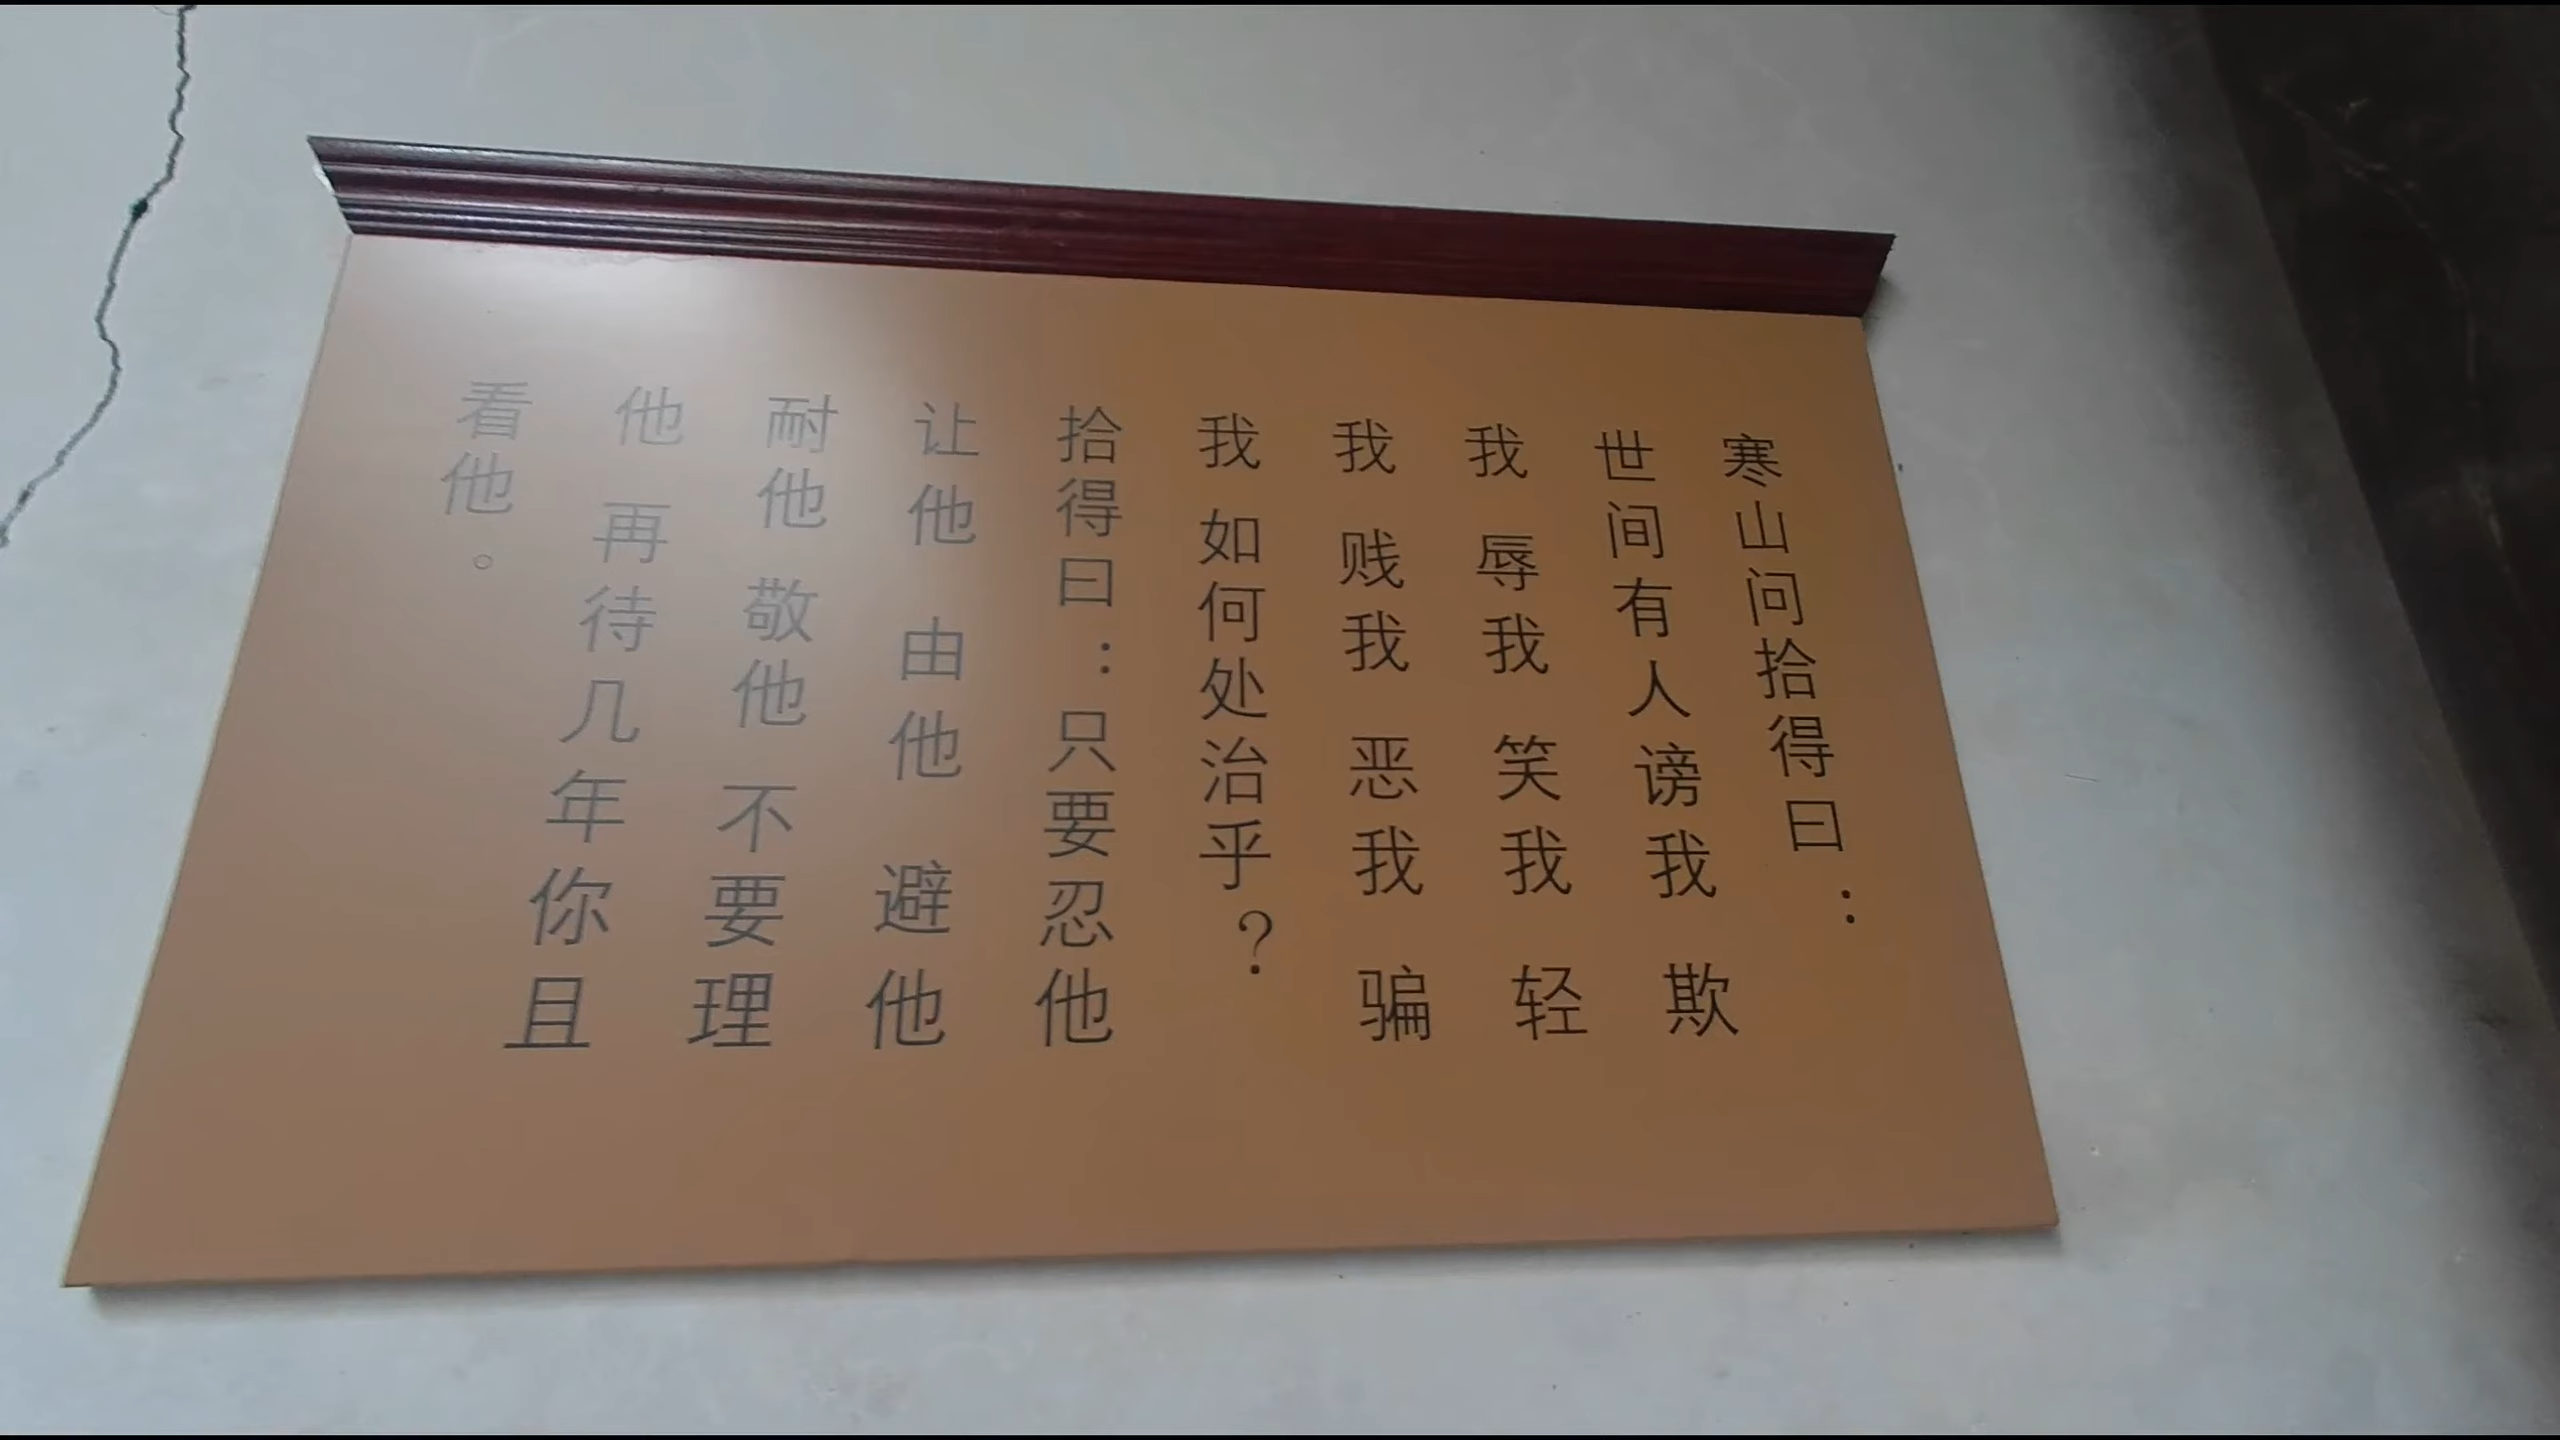 寒山问拾得曰：
世间有人谤我 欺
我 辱我 笑我 轻
我 贱我 恶我 骗
我 如何处治乎？
拾得曰：只要忍他
让他 由他 避他
耐他 敬他 不要理
他 再待几年你且
看他。